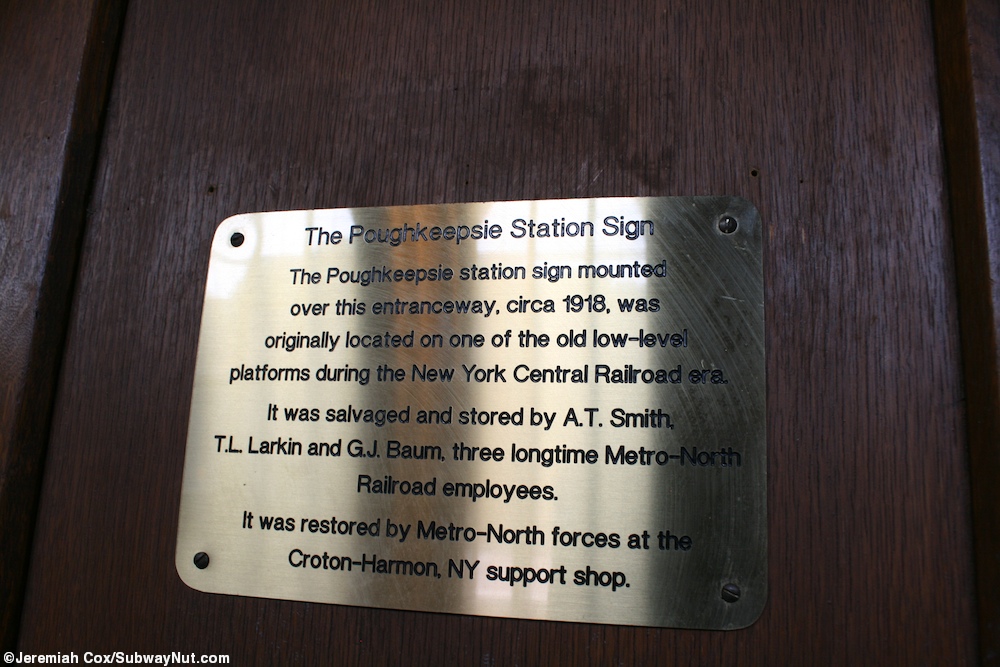 The Poughkeepsie Station Sign
The Poughkeepsie station sign mounted
over this entranceway, circa 1918, was
originally located on one of the old low-level
platforms during the New York Central Railroad era.
It was salvaged and stored by A.T. Smith,
T.L. Larkin and G.J. Baum, three longtime Metro-North
Railroad employees.
It was restored by Metro-North forces at the
Croton-Harmon, NY support shop.
©Jeremiah Cox/SubwayNut.com